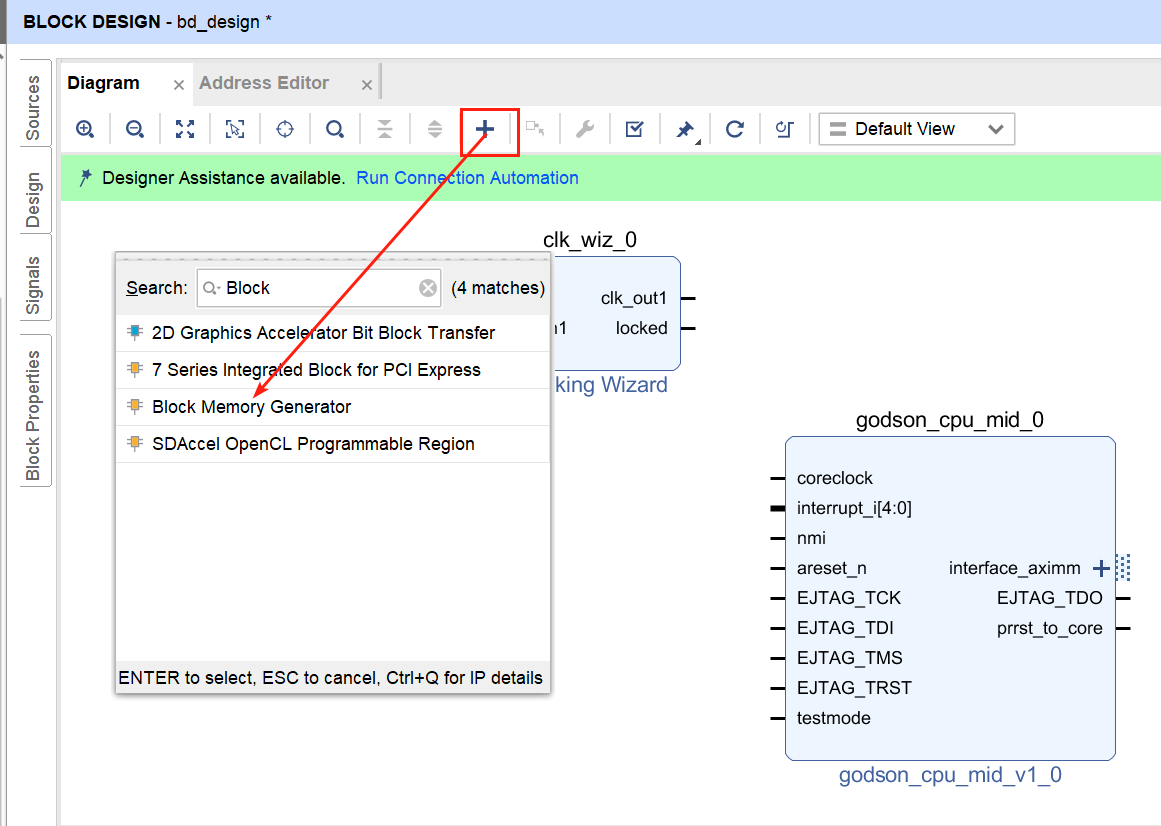 BLOCK DESIGN - bd_design *
Sources
Design
Signals
Block Properties
Diagram
Address Editor
Default View
Designer Assistance available. Run Connection Automation
clk_wiz_0
clk_out1
n1 locked
king Wizard
Search: Block (4 matches)
2D Graphics Accelerator Bit Block Transfer
7 Series Integrated Block for PCI Express
Block Memory Generator
SDAccel OpenCL Programmable Region
ENTER to select, ESC to cancel, Ctrl+Q for IP details
godson_cpu_mid_0
coreclock
interrupt_i[4:0]
nmi
areset_n interface_aximm
EJTAG_TCK EJTAG_TDO
EJTAG_TDI prrst_to_core
EJTAG_TMS
EJTAG_TRST
testmode
godson_cpu_mid_v1_0